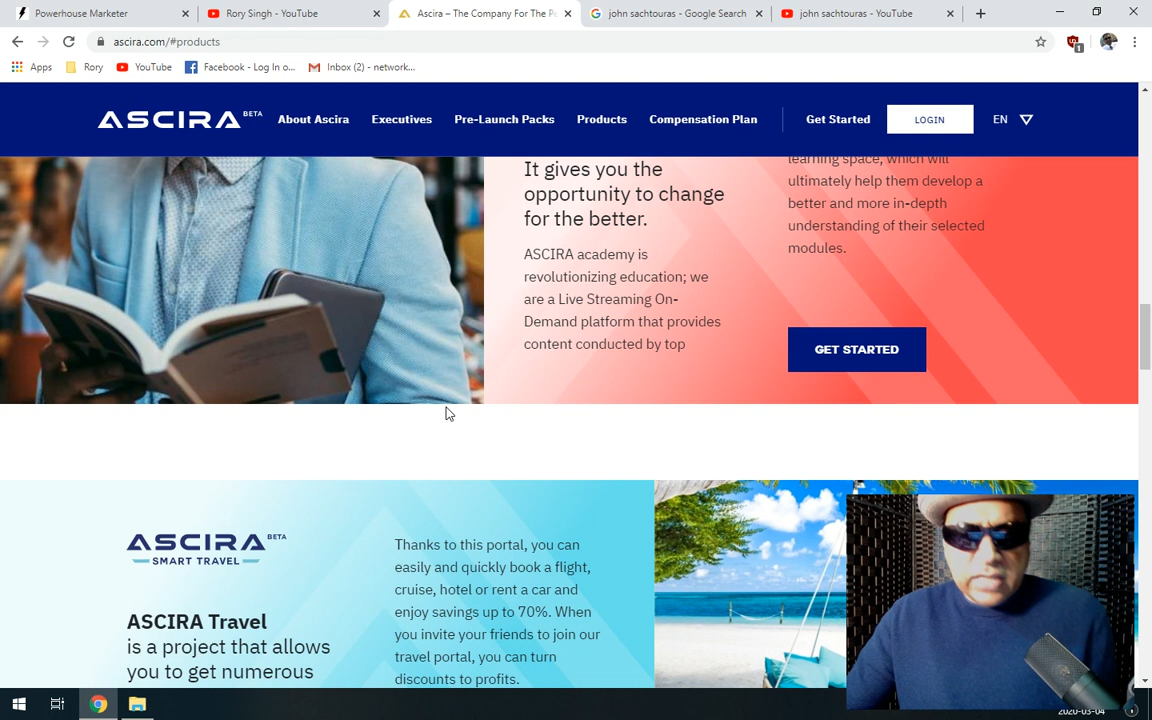 Powerhouse Marketer
Rory Singh - YouTube
Ascira – The Company For The Pe
john sachtouras - Google Search
john sachtouras - YouTube
ascira.com/#products
1
Apps
Rory
YouTube
Facebook - Log In o...
Inbox (2) - network...
ASCIRA BETA
About Ascira
Executives
Pre-Launch Packs
Products
Compensation Plan
Get Started
LOGIN
EN
It gives you the
opportunity to change
for the better.
ASCIRA academy is
revolutionizing education; we
are a Live Streaming On-
Demand platform that provides
content conducted by top
learning space, which will
ultimately help them develop a
better and more in-depth
understanding of their selected
modules.
GET STARTED
ASCIRA BETA
SMART TRAVEL
ASCIRA Travel
is a project that allows
you to get numerous
Thanks to this portal, you can
easily and quickly book a flight,
cruise, hotel or rent a car and
enjoy savings up to 70%. When
you invite your friends to join our
travel portal, you can turn
discounts to profits.
2020-03-04